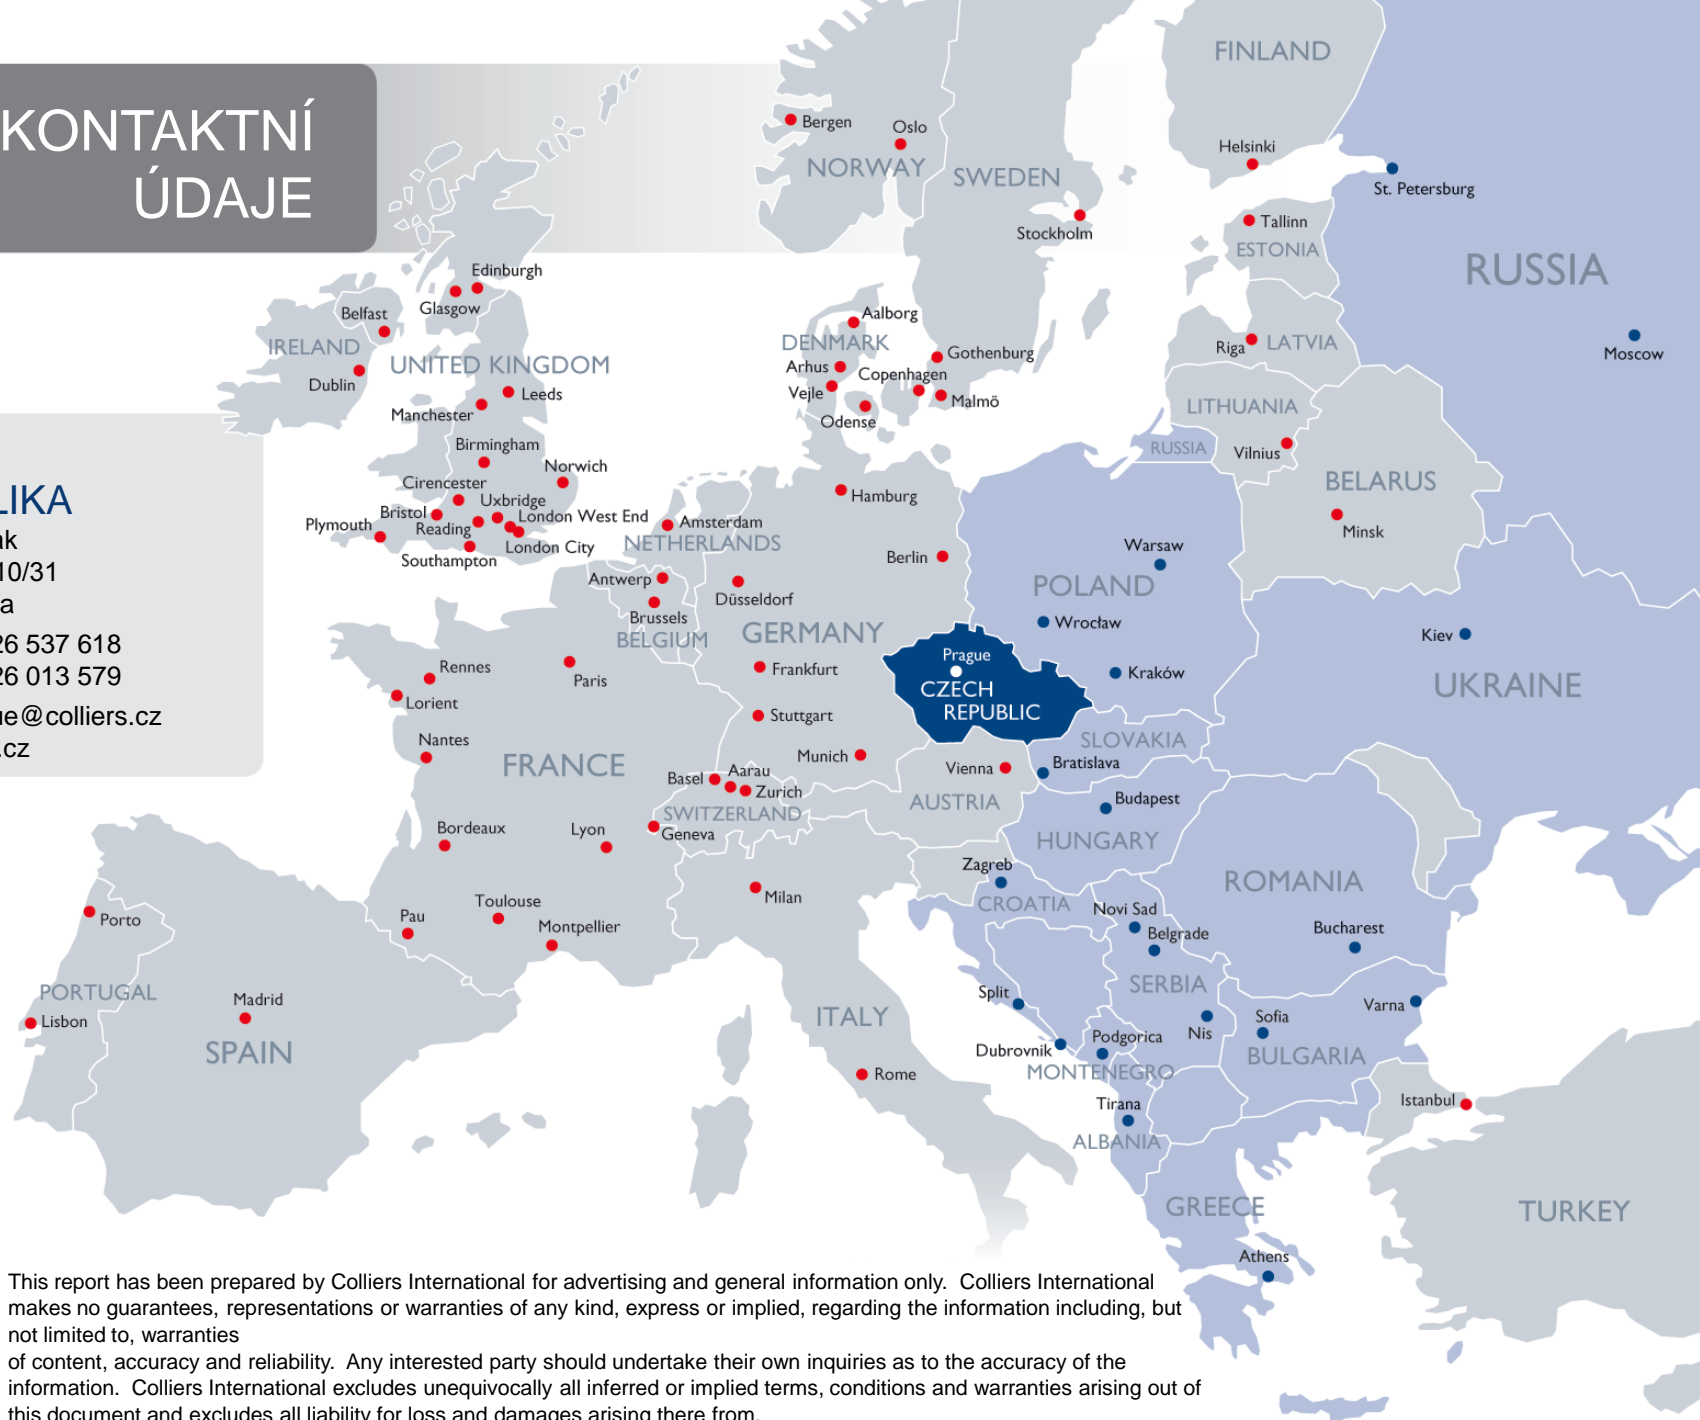 KONTAKTNÍ
ÚDAJE
10/31
26 537 618
26 013 579
@colliers.cz
.cz
FINLAND
Bergen
Oslo
Helsinki
NORWAY
SWEDEN
St. Petersburg
Stockholm
Tallinn
ESTONIA
RUSSIA
Edinburgh
Glasgow
Belfast
Aalborg
IRELAND
DENMARK
Riga
LATVIA
Moscow
UNITED KINGDOM
Gothenburg
Arhus
Copenhagen
Dublin
Leeds
Vejle
Malmö
Manchester
Odense
LITHUANIA
Birmingham
RUSSIA
Vilnius
Norwich
Cirencester
BELARUS
Hamburg
Uxbridge
Bristol
London West End
Plymouth
Reading
Amsterdam
Minsk
NETHERLANDS
London City
Warsaw
Southampton
Berlin
Antwerp
POLAND
Düsseldorf
Brussels
Wrocław
BELGIUM
GERMANY
Kiev
Prague
Rennes
Frankfurt
Kraków
Paris
CZECH
REPUBLIC
UKRAINE
Lorient
Stuttgart
Nantes
SLOVAKIA
Munich
FRANCE
Bratislava
Vienna
Basel
Aarau
Zurich
AUSTRIA
Budapest
SWITZERLAND
Geneva
Bordeaux
Lyon
HUNGARY
Zagreb
ROMANIA
Milan
CROATIA
Toulouse
Novi Sad
Porto
Pau
Montpellier
Belgrade
Bucharest
SERBIA
PORTUGAL
Madrid
Split
Varna
Lisbon
ITALY
Sofia
Nis
SPAIN
Dubrovnik
Podgorica
BULGARIA
MONTENEGRO
Rome
Tirana
Istanbul
ALBANIA
GREECE
TURKEY
Athens
This report has been prepared by Colliers International for advertising and general information only.  Colliers International
makes no guarantees, representations or warranties of any kind, express or implied, regarding the information including, but
not limited to, warranties
of content, accuracy and reliability.  Any interested party should undertake their own inquiries as to the accuracy of the
information.  Colliers International excludes unequivocally all inferred or implied terms, conditions and warranties arising out of
this document and excludes all liability for loss and damages arising there from.